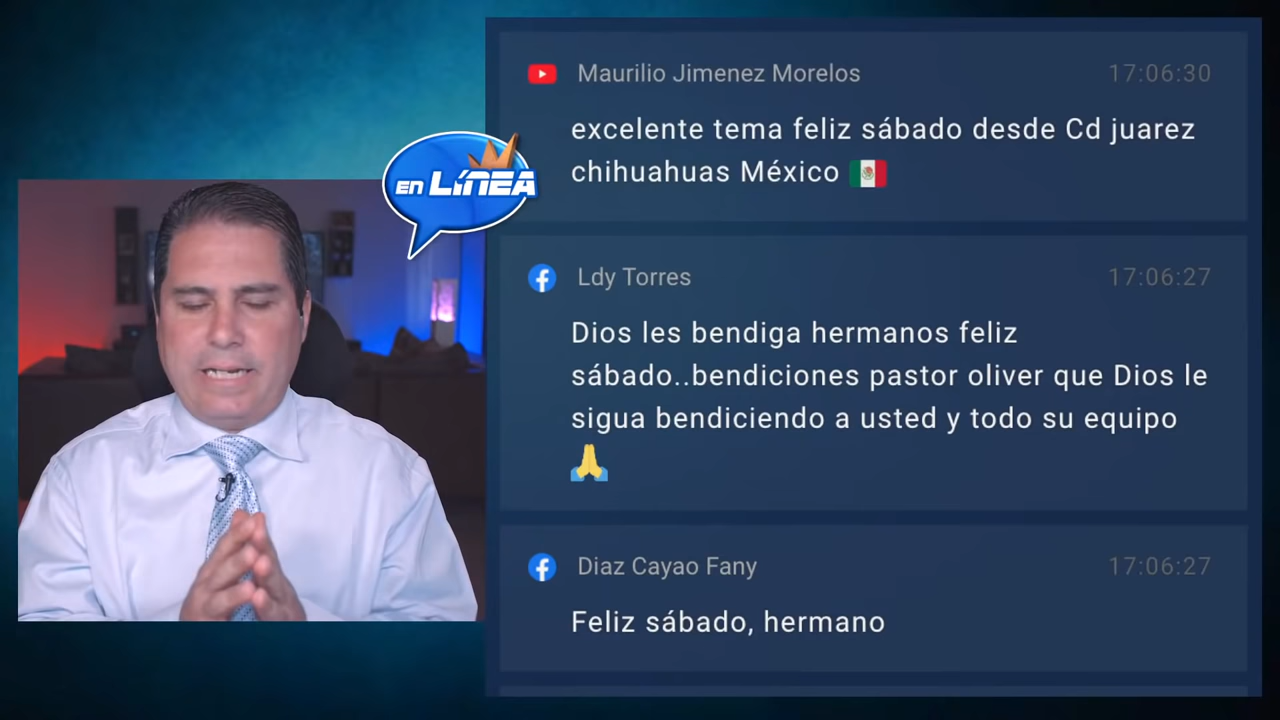 EN LÍNEA
Maurilio Jimenez Morelos 17:06:30
excelente tema feliz sábado desde Cd juarez
chihuahuas México 🇲🇽
Ldy Torres 17:06:27
Dios les bendiga hermanos feliz
sábado..bendiciones pastor oliver que Dios le
sigua bendiciendo a usted y todo su equipo
🙏
Diaz Cayao Fany 17:06:27
Feliz sábado, hermano